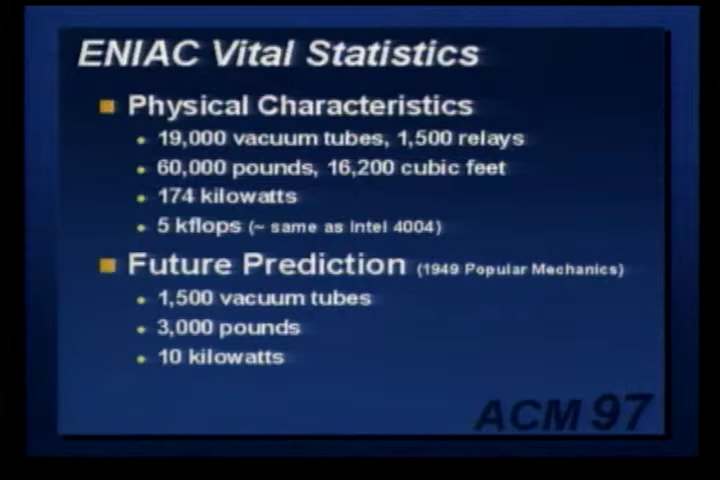 ENIAC Vital Statistics
Physical Characteristics
19,000 vacuum tubes, 1,500 relays
60,000 pounds, 16,200 cubic feet
174 kilowatts
5 kflops (~ same as Intel 4004)
Future Prediction (1949 Popular Mechanics)
1,500 vacuum tubes
3,000 pounds
10 kilowatts
ACM 97